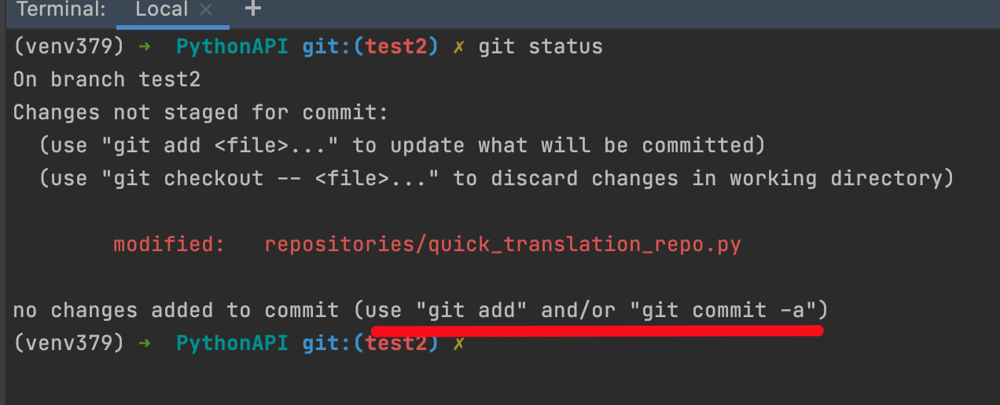 Terminal: Local × +
(venv379) ➜ PythonAPI git:(test2) ✗ git status
On branch test2
Changes not staged for commit:
(use "git add <file>..." to update what will be committed)
(use "git checkout -- <file>..." to discard changes in working directory)
modified: repositories/quick_translation_repo.py
no changes added to commit (use "git add" and/or "git commit -a")
(venv379) ➜ PythonAPI git:(test2) ✗